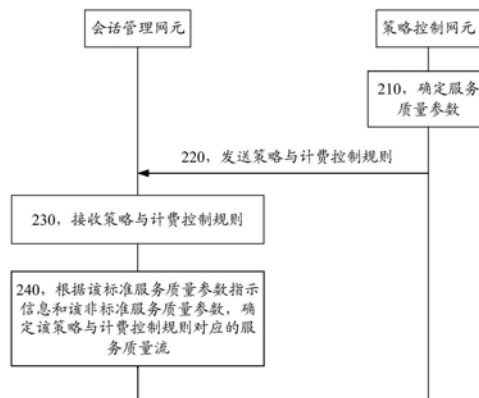 会话管理网元
策略控制网元
210，确定服务
质量参数
220，发送策略与计费控制规则
230，接收策略与计费控制规则
240，根据该标准服务质量参数指示
信息和该非标准服务质量参数，确
定该策略与计费控制规则对应的服
务质量流